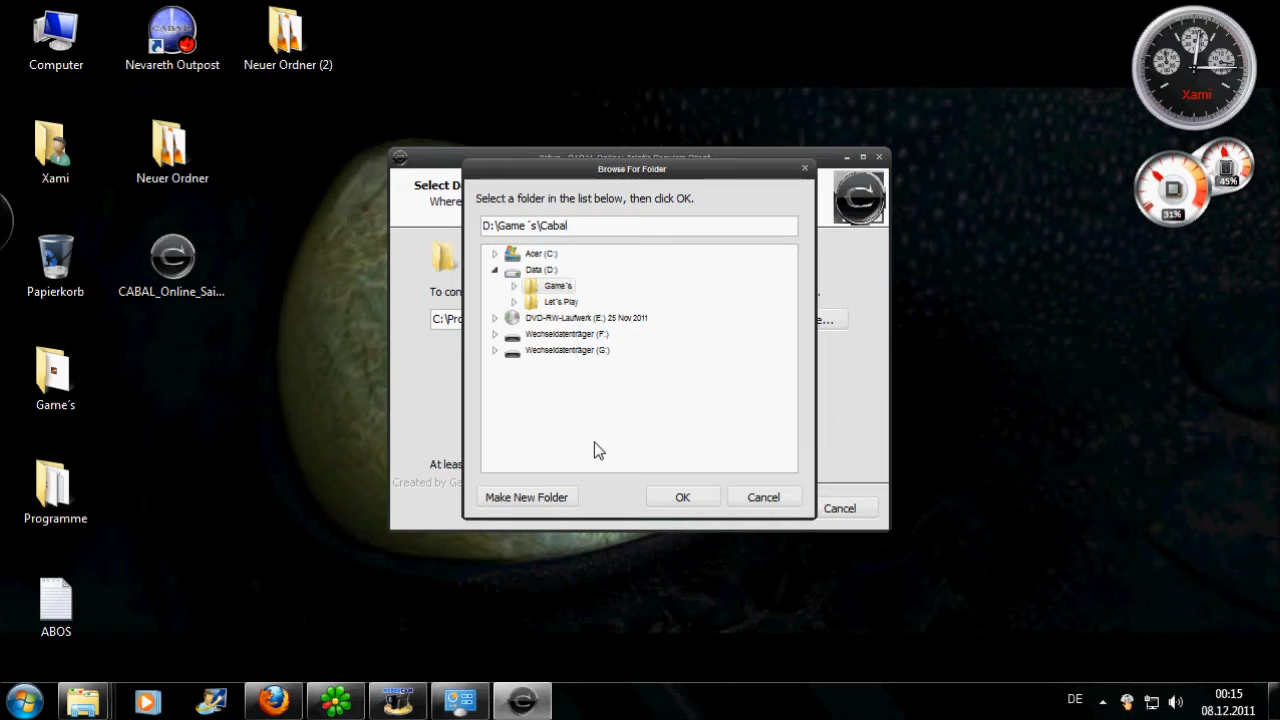 Computer
Nevareth Outpost
Neuer Ordner (2)
Xami
Neuer Ordner
Papierkorb
CABAL_Online_Sai...
Game´s
Programme
ABOS
Xami
45%
31%
Browse For Folder
Select a folder in the list below, then click OK.
D:\Game´s\Cabal
Acer (C:)
Data (D:)
Game´s
Let´s Play
DVD-RW-Laufwerk (E:) 25 Nov 2011
Wechseldatenträger (F:)
Wechseldatenträger (G:)
Make New Folder
OK
Cancel
Select D
Where
To con
C:\Pro
e...
At leas
Created by Ga
Cancel
DE
00:15
08.12.2011